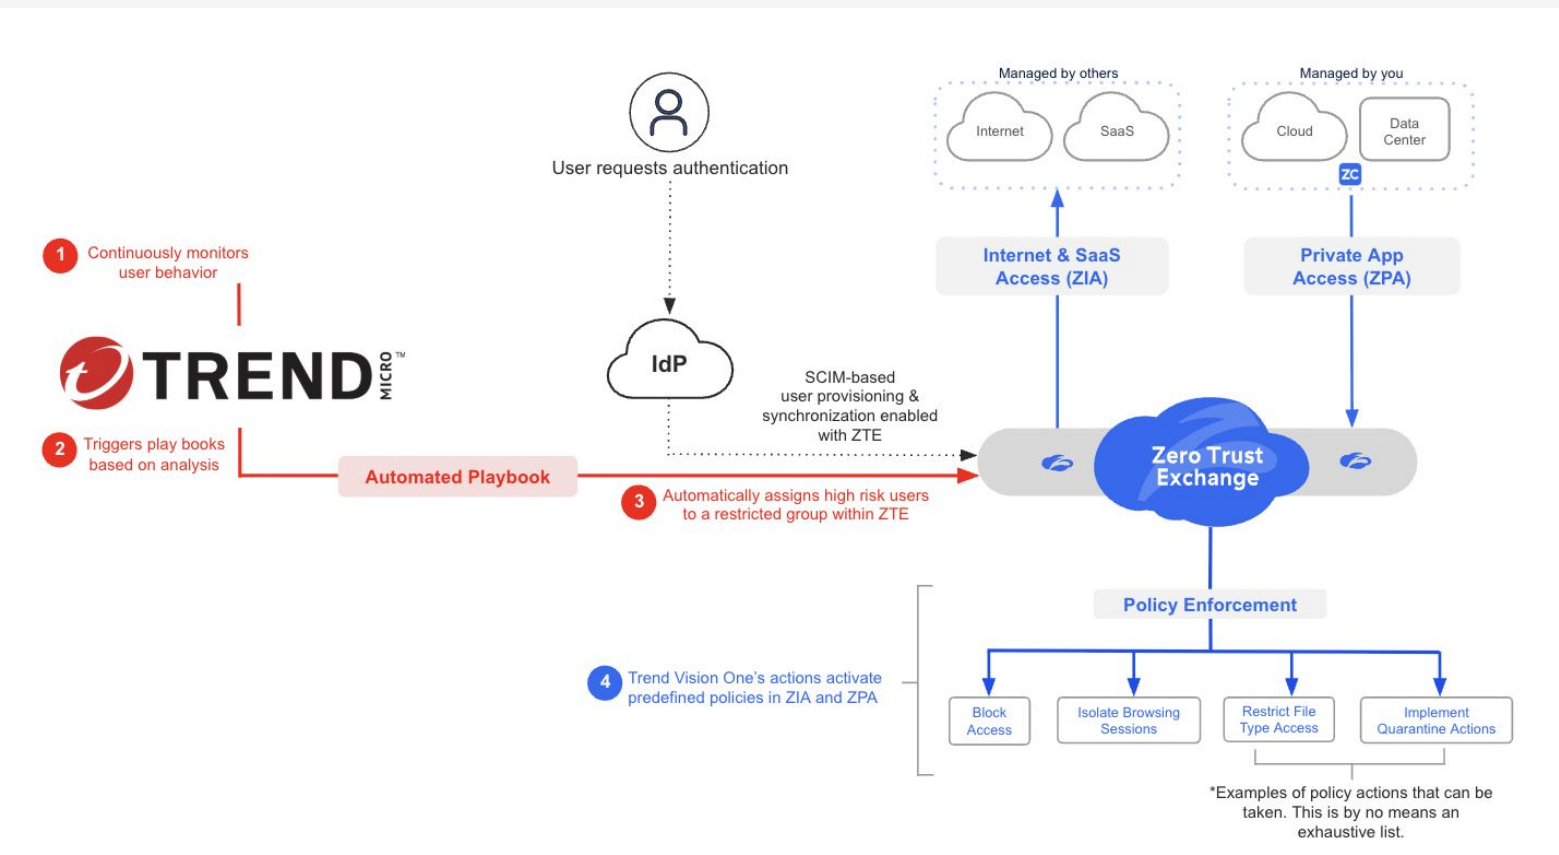 Managed by others
Managed by you
Internet
SaaS
Cloud
Data
Center
ZC
User requests authentication
1
Continuously monitors
user behavior
Internet & SaaS
Access (ZIA)
Private App
Access (ZPA)
TREND
MICRO
™
IdP
SCIM-based
user provisioning &
synchronization enabled
with ZTE
2
Triggers play books
based on analysis
Automated Playbook
Zero Trust
Exchange
3
Automatically assigns high risk users
to a restricted group within ZTE
Policy Enforcement
4
Trend Vision One's actions activate
predefined policies in ZIA and ZPA
Block
Access
Isolate Browsing
Sessions
Restrict File
Type Access
Implement
Quarantine Actions
*Examples of policy actions that can be
taken. This is by no means an
exhaustive list.